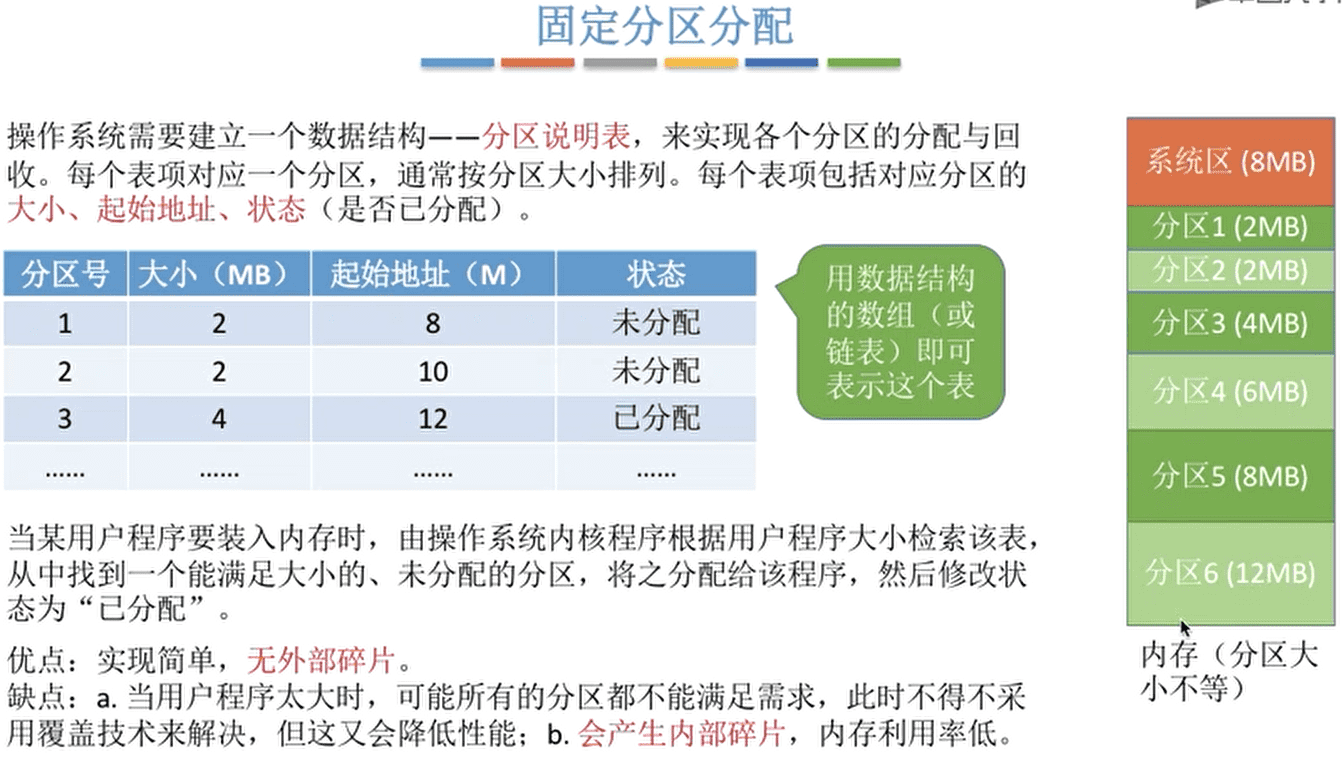 固定分区分配
操作系统需要建立一个数据结构——分区说明表，来实现各个分区的分配与回
收。每个表项对应一个分区，通常按分区大小排列。每个表项包括对应分区的
大小、起始地址、状态（是否已分配）。
分区号 大小（MB） 起始地址（M） 状态
1 2 8 未分配
2 2 10 未分配
3 4 12 已分配
...... ...... ...... ......
用数据结构
的数组（或
链表）即可
表示这个表
当某用户程序要装入内存时，由操作系统内核程序根据用户程序大小检索该表，
从中找到一个能满足大小的、未分配的分区，将之分配给该程序，然后修改状
态为“已分配”。
优点：实现简单，无外部碎片。
缺点：a. 当用户程序太大时，可能所有的分区都不能满足需求，此时不得不采
用覆盖技术来解决，但这又会降低性能；b. 会产生内部碎片，内存利用率低。
系统区 (8MB)
分区1 (2MB)
分区2 (2MB)
分区3 (4MB)
分区4 (6MB)
分区5 (8MB)
分区6 (12MB)
内存（分区大
小不等）